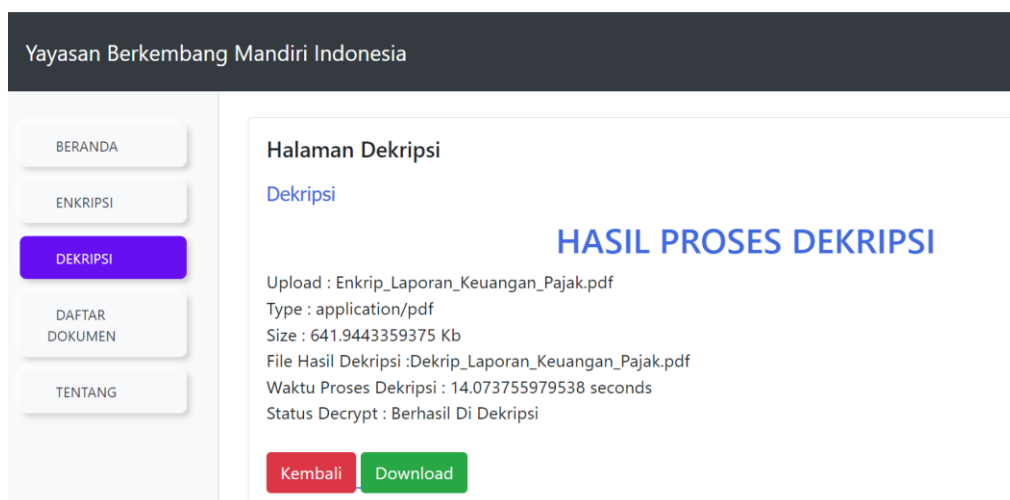 Yayasan Berkembang Mandiri Indonesia
BERANDA
ENKRIPSI
DEKRIPSI
DAFTAR
DOKUMEN
TENTANG
Halaman Dekripsi
Dekripsi
HASIL PROSES DEKRIPSI
Upload : Enkrip_Laporan_Keuangan_Pajak.pdf
Type : application/pdf
Size : 641.9443359375 Kb
File Hasil Dekripsi :Dekrip_Laporan_Keuangan_Pajak.pdf
Waktu Proses Dekripsi : 14.073755979538 seconds
Status Decrypt : Berhasil Di Dekripsi
Kembali Download